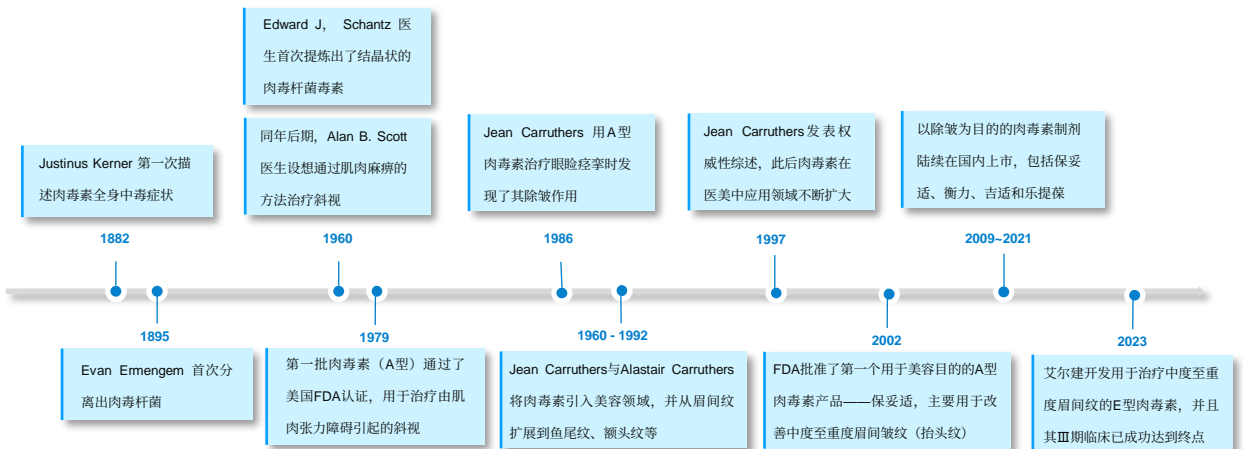 Edward J, Schantz 医
生首次提炼出了结晶状的
肉毒杆菌毒素
Justinus Kerner 第一次描
述肉毒素全身中毒症状
同年后期，Alan B. Scott
医生设想通过肌肉麻痹的
方法治疗斜视
Jean Carruthers 用A型
肉毒素治疗眼睑痉挛时发
现了其除皱作用
Jean Carruthers发表权
威性综述，此后肉毒素在
医美中应用领域不断扩大
以除皱为目的的肉毒素制剂
陆续在国内上市，包括保妥
适、衡力、吉适和乐提葆
1882
1960
1986
1997
2009~2021
1895
1979
1960 - 1992
2002
2023
Evan Ermengem 首次分
离出肉毒杆菌
第一批肉毒素（A型）通过了
美国FDA认证，用于治疗由肌
肉张力障碍引起的斜视
Jean Carruthers与Alastair Carruthers
将肉毒素引入美容领域，并从眉间纹
扩展到鱼尾纹、额头纹等
FDA批准了第一个用于美容目的的A型
肉毒素产品——保妥适，主要用于改
善中度至重度眉间皱纹（抬头纹）
艾尔建开发用于治疗中度至重
度眉间纹的E型肉毒素，并且
其Ⅲ期临床已成功达到终点